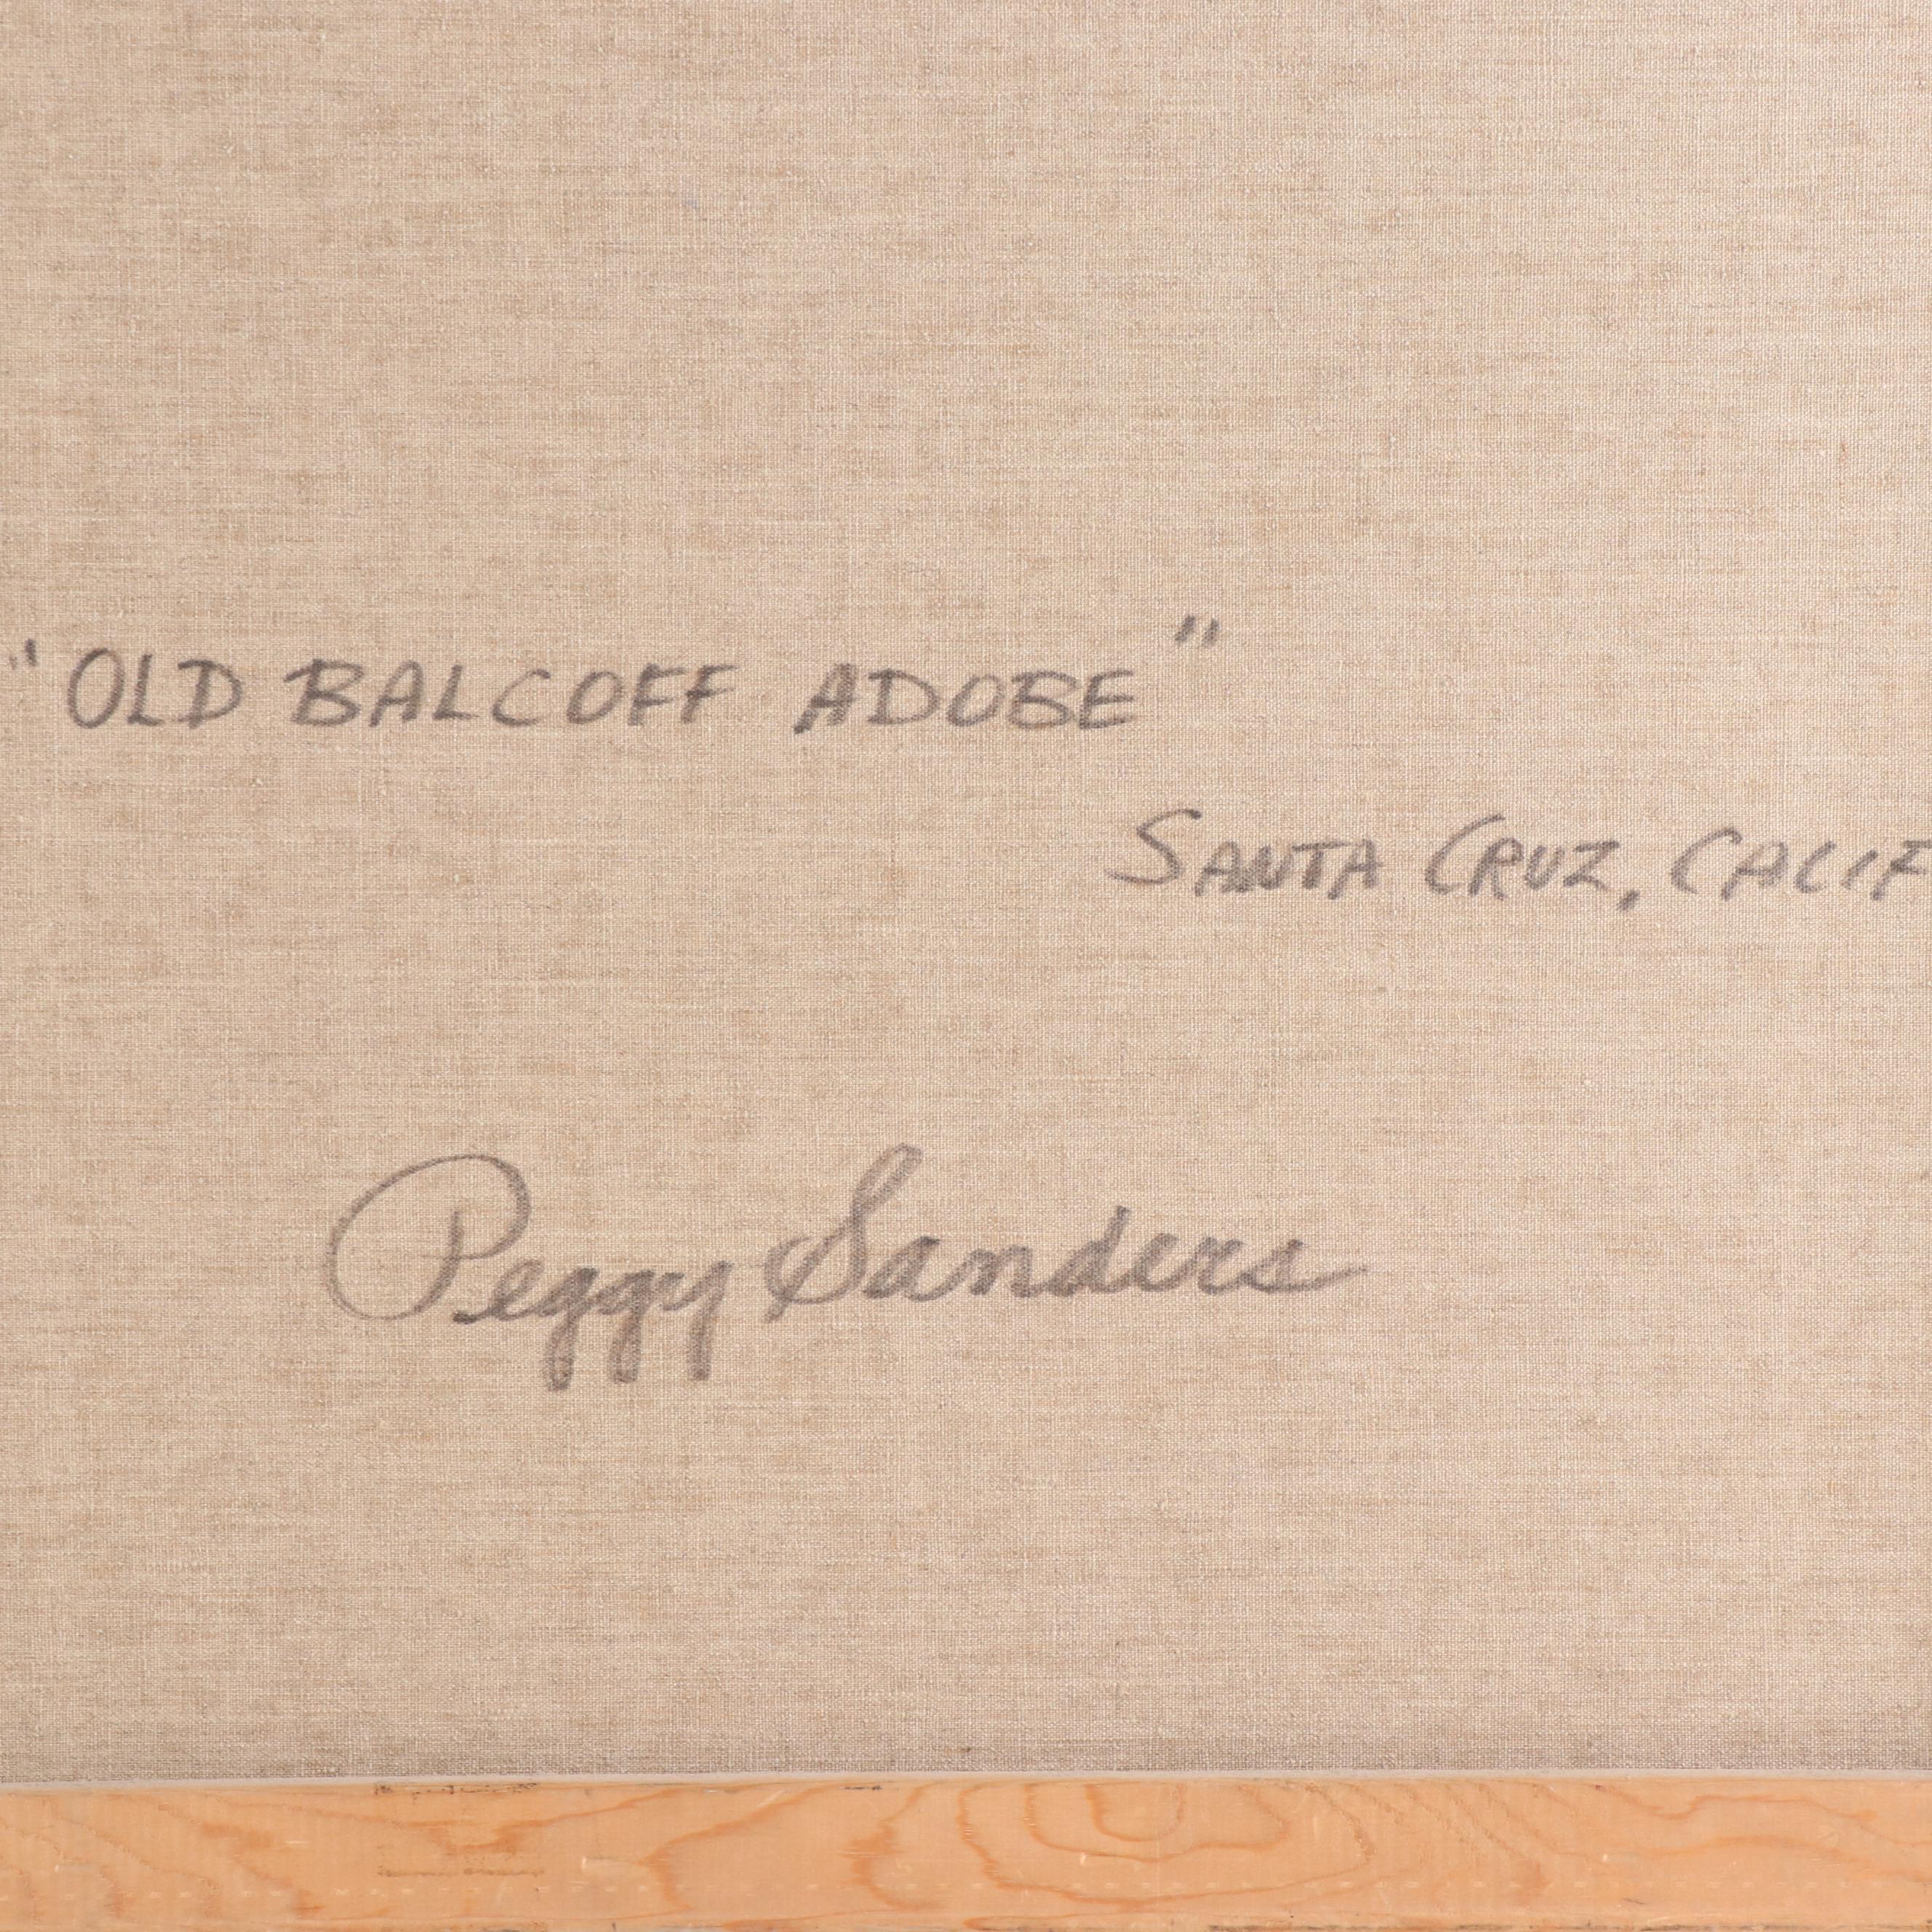 "OLD BALCOFF ADOBE"
SANTA CRUZ, CALIF
Peggy Sanders